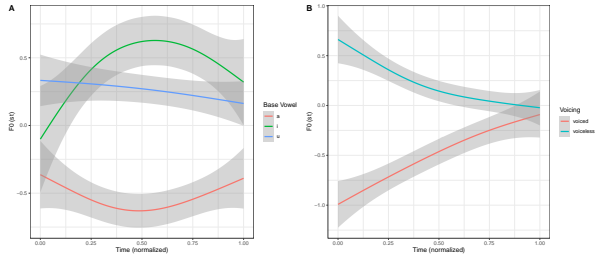 A
F0 (st)
0.5
0.0
−0.5
0.00
0.25
0.50
0.75
1.00
Time (normalized)
Base Vowel
a
i
B
F0 (st)
1.0
0.5
0.0
−0.5
−1.0
0.00
0.25
0.50
0.75
1.00
Time (normalized)
Voicing
voiced
voiceless